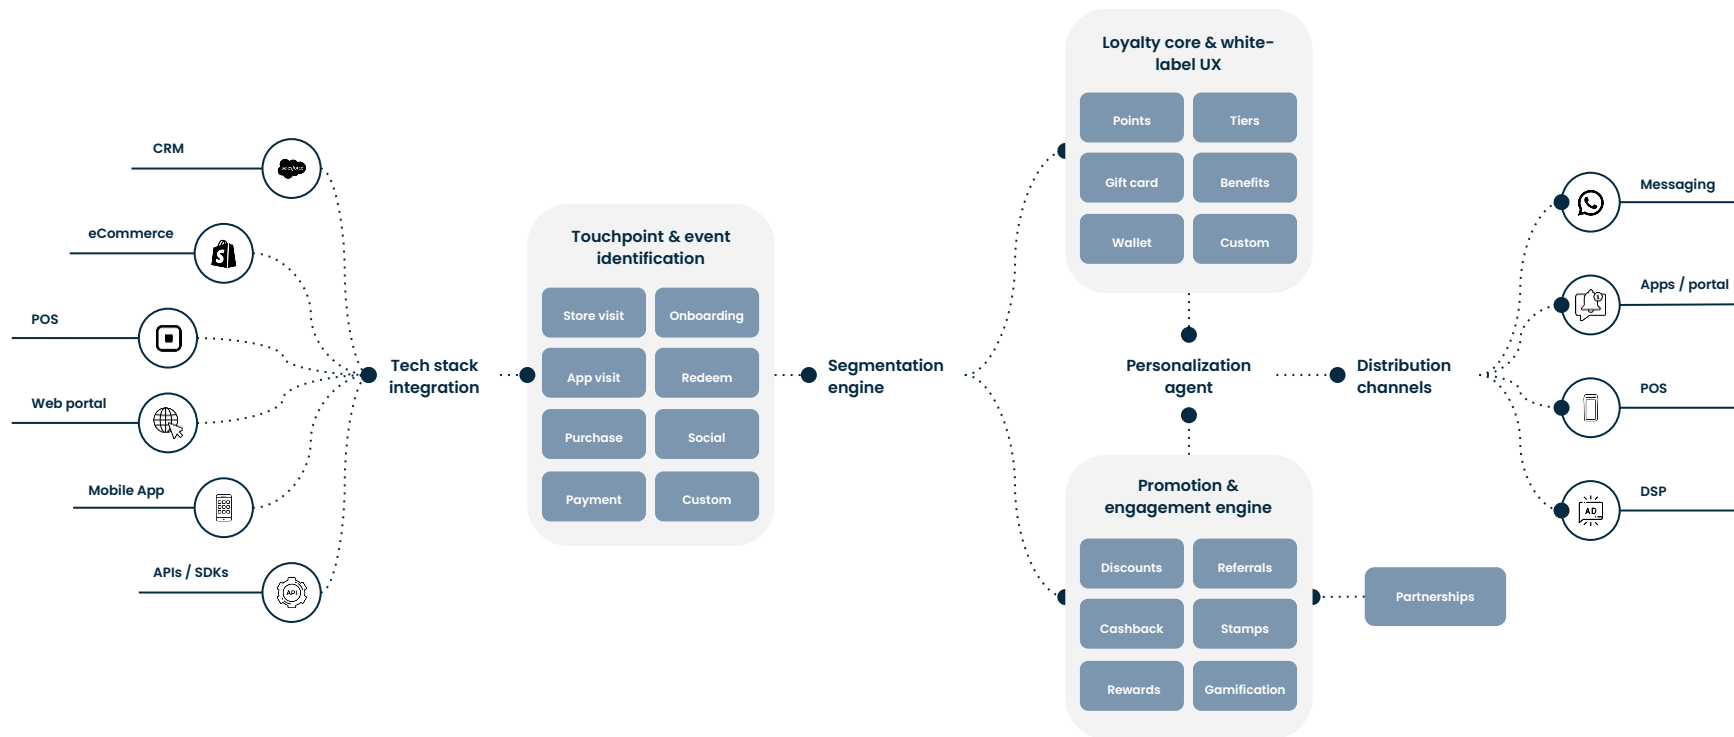 CRM
eCommerce
POS
Web portal
Mobile App
APIs / SDKs
API
Tech stack
integration
Touchpoint & event
identification
Store visit
Onboarding
App visit
Redeem
Purchase
Social
Payment
Custom
Segmentation
engine
Loyalty core & white-
label UX
Points
Tiers
Gift card
Benefits
Wallet
Custom
Personalization
agent
Promotion &
engagement engine
Discounts
Referrals
Cashback
Stamps
Rewards
Gamification
Partnerships
Distribution
channels
Messaging
Apps / portal
POS
DSP
AD